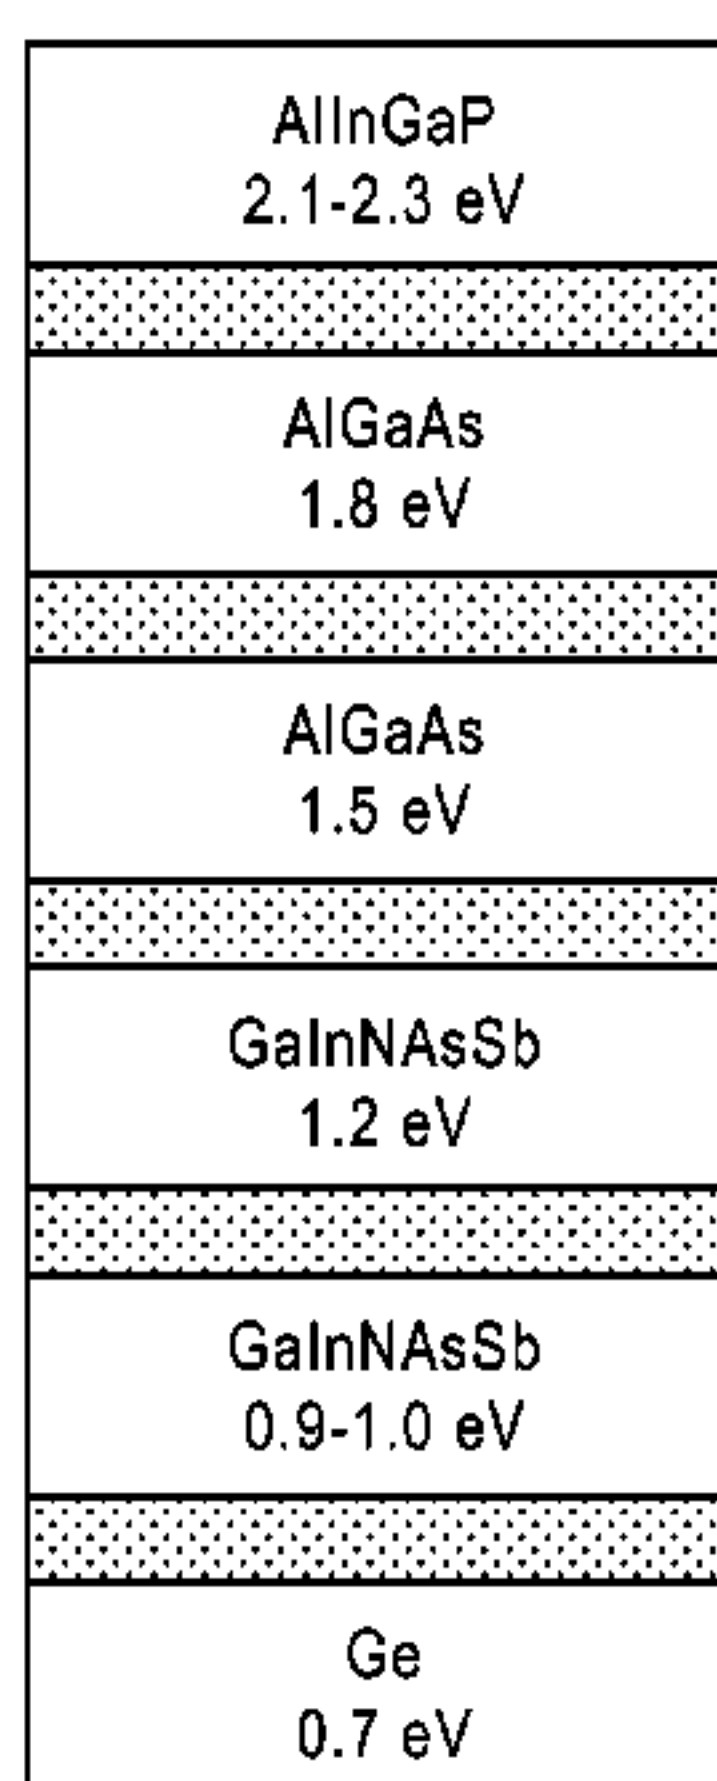 AlInGaP
2.1-2.3 eV
AlGaAs
1.8 eV
AlGaAs
1.5 eV
GaInNAsSb
1.2 eV
GaInNAsSb
0.9-1.0 eV
Ge
0.7 eV